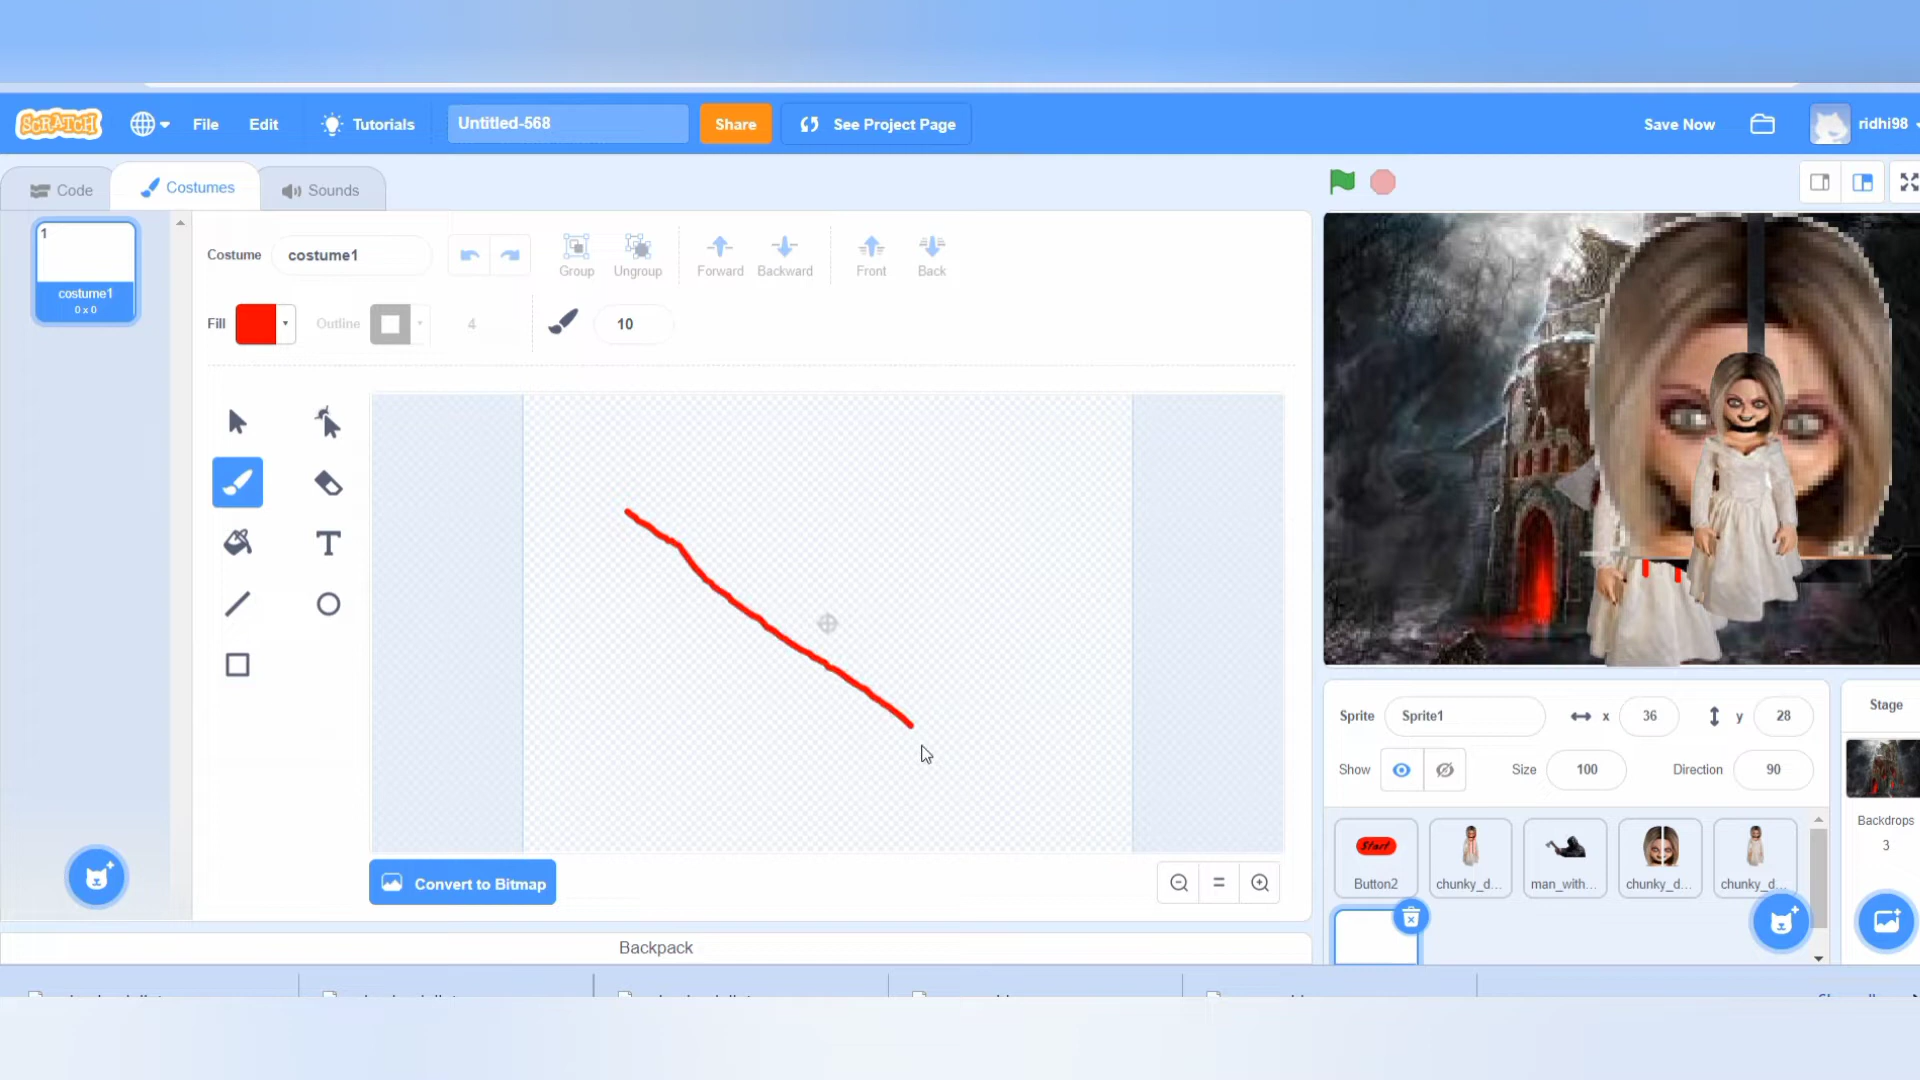 SCRATCH
File
Edit
Tutorials
Untitled-568
Share
See Project Page
Save Now
ridhi98
Code
Costumes
Sounds
1
costume1
0 x 0
Costume
costume1
Group
Ungroup
Forward
Backward
Front
Back
Fill
Outline
4
10
Convert to Bitmap
Backpack
Sprite
Sprite1
x
36
y
28
Show
Size
100
Direction
90
Stage
Backdrops
3
Start
Button2
chunky_d...
man_with...
chunky_d...
chunky_d...